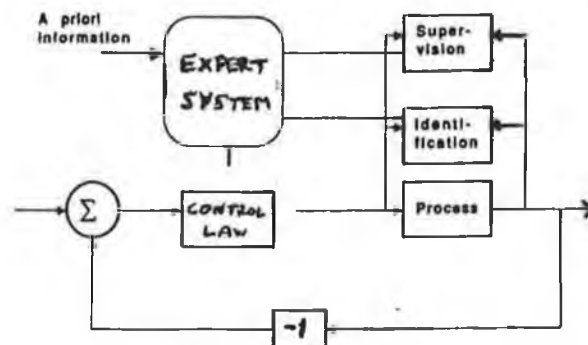 A priori
information
EXPERT
SYSTEM
Super-
vision
Identi-
fication
Σ
CONTROL
LAW
Process
-1